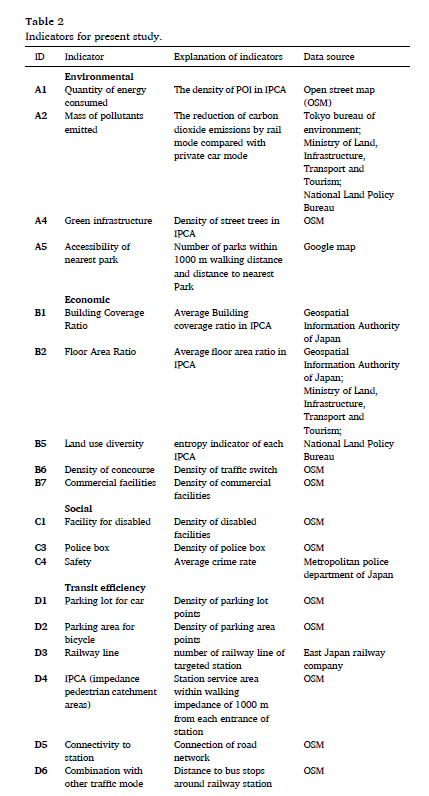 Table 2
Indicators for present study.
ID Indicator Explanation of indicators Data source
Environmental
A1 Quantity of energy The density of POI in IPCA Open street map
consumed (OSM)
A2 Mass of pollutants The reduction of carbon Tokyo bureau of
emitted dioxide emissions by rail environment;
mode compared with Ministry of Land,
private car mode Infrastructure,
Transport and
Tourism;
National Land Policy
Bureau
A4 Green infrastructure Density of street trees in OSM
IPCA
A5 Accessibility of Number of parks within Google map
nearest park 1000 m walking distance
and distance to nearest
Park
Economic
B1 Building Coverage Average Building Geospatial
Ratio coverage ratio in IPCA Information Authority
of Japan
B2 Floor Area Ratio Average floor area ratio in Geospatial
IPCA Information Authority
of Japan;
Ministry of Land,
Infrastructure,
Transport and
Tourism;
B5 Land use diversity entropy indicator of each National Land Policy
IPCA Bureau
B6 Density of concourse Density of traffic switch OSM
B7 Commercial facilities Density of commercial OSM
facilities
Social
C1 Facility for disabled Density of disabled OSM
facilities
C3 Police box Density of police box OSM
C4 Safety Average crime rate Metropolitan police
department of Japan
Transit efficiency
D1 Parking lot for car Density of parking lot OSM
points
D2 Parking area for Density of parking area OSM
bicycle points
D3 Railway line number of railway line of East Japan railway
targeted station company
D4 IPCA (impedance Station service area OSM
pedestrian catchment within walking
areas) impedance of 1000 m
from each entrance of
station
D5 Connectivity to Connection of road OSM
station network
D6 Combination with Distance to bus stops OSM
other traffic mode around railway station